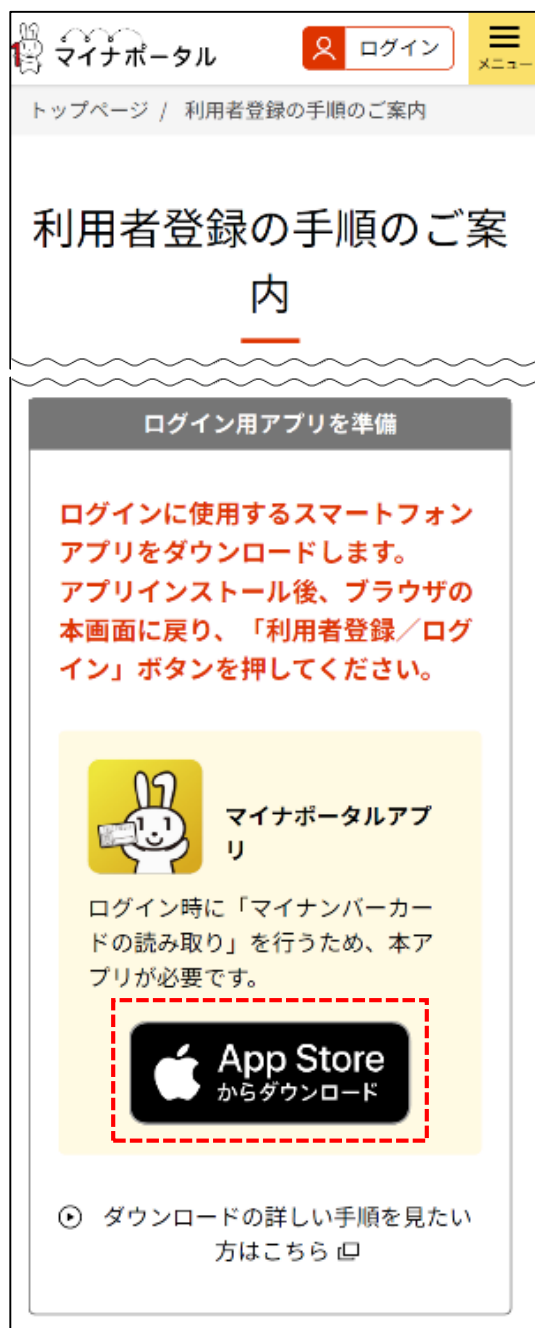 マイナポータル
ログイン
メニュー
トップページ / 利用者登録の手順のご案内
利用者登録の手順のご案
内
ログイン用アプリを準備
ログインに使用するスマートフォン
アプリをダウンロードします。
アプリインストール後、ブラウザの
本画面に戻り、「利用者登録／ログ
イン」ボタンを押してください。
マイナポータルアプ
リ
ログイン時に「マイナンバーカー
ドの読み取り」を行うため、本ア
プリが必要です。
App Store
からダウンロード
ダウンロードの詳しい手順を見たい
方はこちら